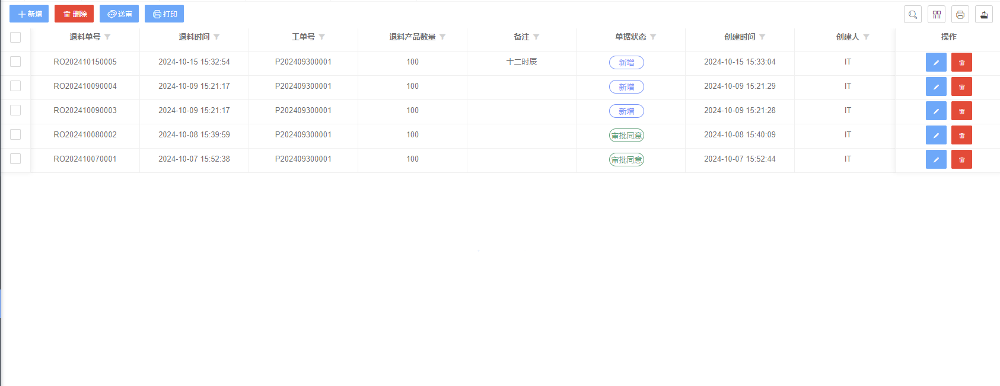 新增 删除 送审 打印
退料单号 退料时间 工单号 退料产品数量 备注 单据状态 创建时间 创建人 操作
RO202410150005 2024-10-15 15:32:54 P202409300001 100 十二时辰 新增 2024-10-15 15:33:04 IT
RO202410090004 2024-10-09 15:21:17 P202409300001 100 新增 2024-10-09 15:21:29 IT
RO202410090003 2024-10-09 15:21:17 P202409300001 100 新增 2024-10-09 15:21:28 IT
RO202410080002 2024-10-08 15:39:59 P202409300001 100 审批同意 2024-10-08 15:40:09 IT
RO202410070001 2024-10-07 15:52:38 P202409300001 100 审批同意 2024-10-07 15:52:44 IT